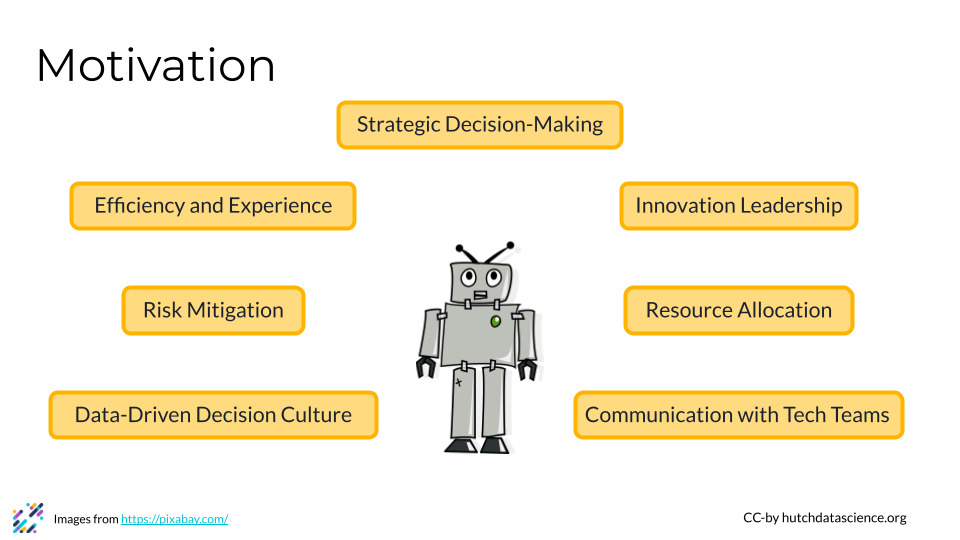 Motivation
Strategic Decision-Making
Efficiency and Experience
Innovation Leadership
Risk Mitigation
Resource Allocation
Data-Driven Decision Culture
Communication with Tech Teams
Images from https://pixabay.com/
CC-by hutchdatascience.org